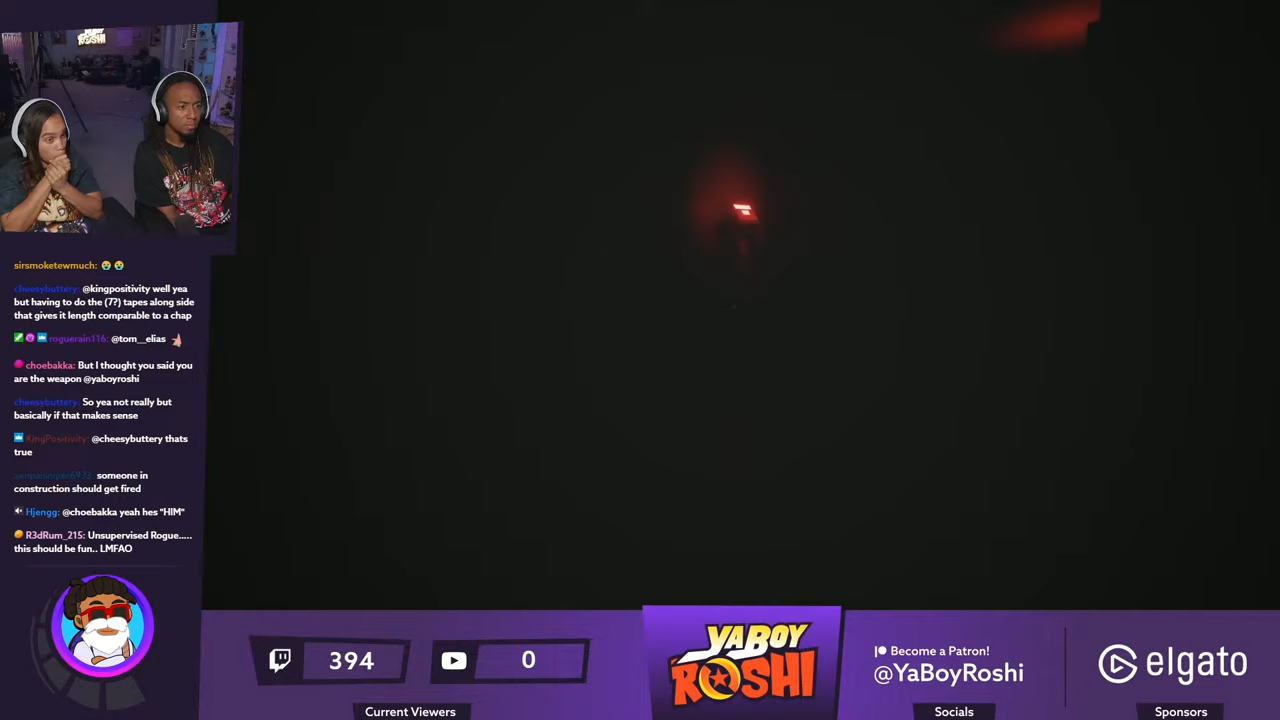 YABOY
ROSHI
sirsmoketewmuch:
cheesybuttery: @kingpositivity well yea
but having to do the (7?) tapes along side
that gives it length comparable to a chap
roguerain116: @tom__elias
choebakka: But I thought you said you
are the weapon @yaboyroshi
cheesybuttery: So yea not really but
basically if that makes sense
KingPositivity: @cheesybuttery thats
true
someone in
construction should get fired
Hjengg: @choebakka yeah hes "HIM"
R3dRum_215: Unsupervised Rogue.....
this should be fun.. LMFAO
394
0
Current Viewers
YABOY
ROSHI
Become a Patron!
@YaBoyRoshi
Socials
elgato
Sponsors